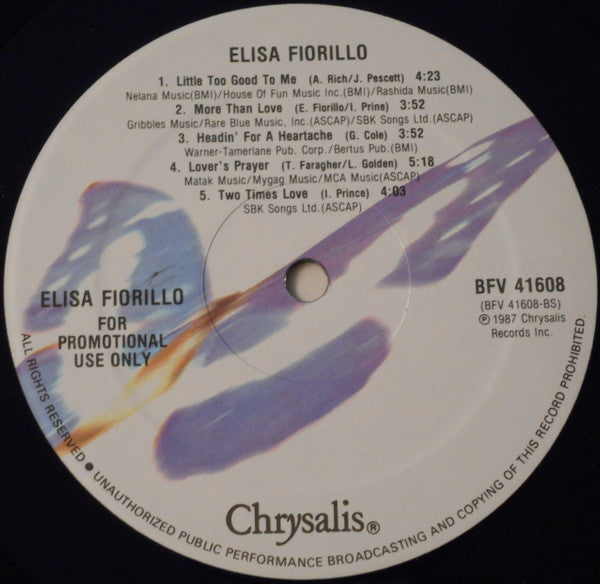 ELISA FIORILLO
1. Little Too Good To Me (A. Rich/J. Pescett) 4:23
Nelana Music(BMI)/House Of Fun Music Inc.(BMI)/Rashida Music(BMI)
2. More Than Love (E. Fiorillo/I. Prine) 3:52
Gribbles Music/Rare Blue Music, Inc.(ASCAP)/SBK Songs Ltd.(ASCAP)
3. Headin' For A Heartache (G. Cole) 3:52
Warner-Tamerlane Pub. Corp./Bertus Pub.(BMI)
4. Lover's Prayer (T. Faragher/L. Golden) 5:18
Matak Music/Mygag Music/MCA Music(ASCAP)
5. Two Times Love (I. Prince) 4:03
SBK Songs Ltd.(ASCAP)
ELISA FIORILLO
FOR
PROMOTIONAL
USE ONLY
BFV 41608
(BFV 41608-BS)
℗ 1987 Chrysalis
Records Inc.
Chrysalis®
ALL RIGHTS RESERVED ● UNAUTHORIZED PUBLIC PERFORMANCE BROADCASTING AND COPYING OF THIS RECORD PROHIBITED.